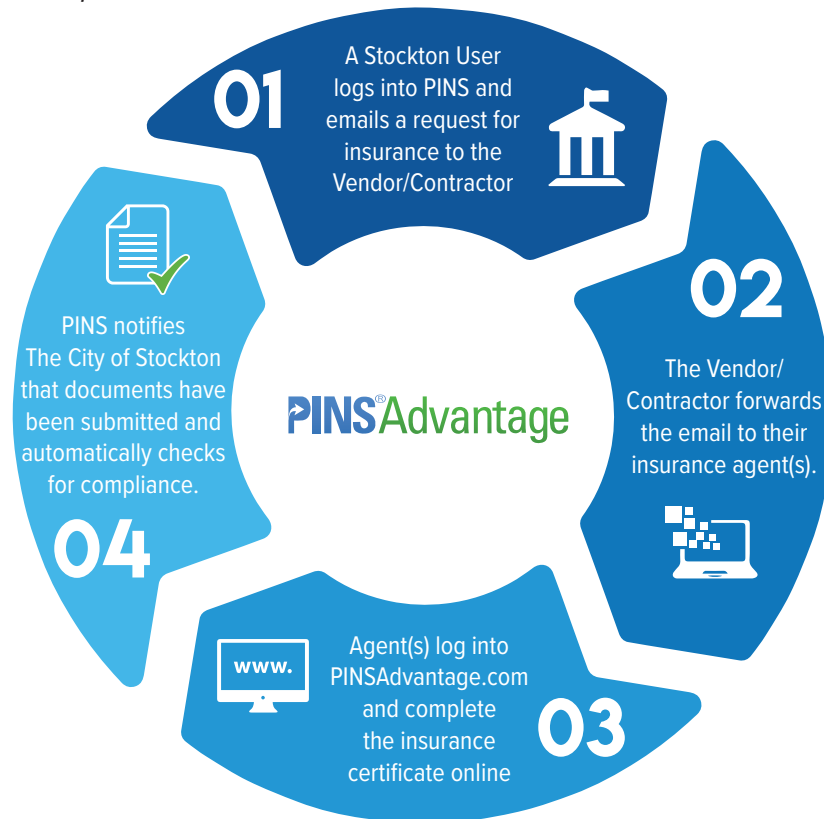 01
A Stockton User
logs into PINS and
emails a request for
insurance to the
Vendor/Contractor
02
The Vendor/
Contractor forwards
the email to their
insurance agent(s).
www.
Agent(s) log into
PINSAdvantage.com
and complete
the insurance
certificate online
03
PINS notifies
The City of Stockton
that documents have
been submitted and
automatically checks
for compliance.
04
PINS®Advantage